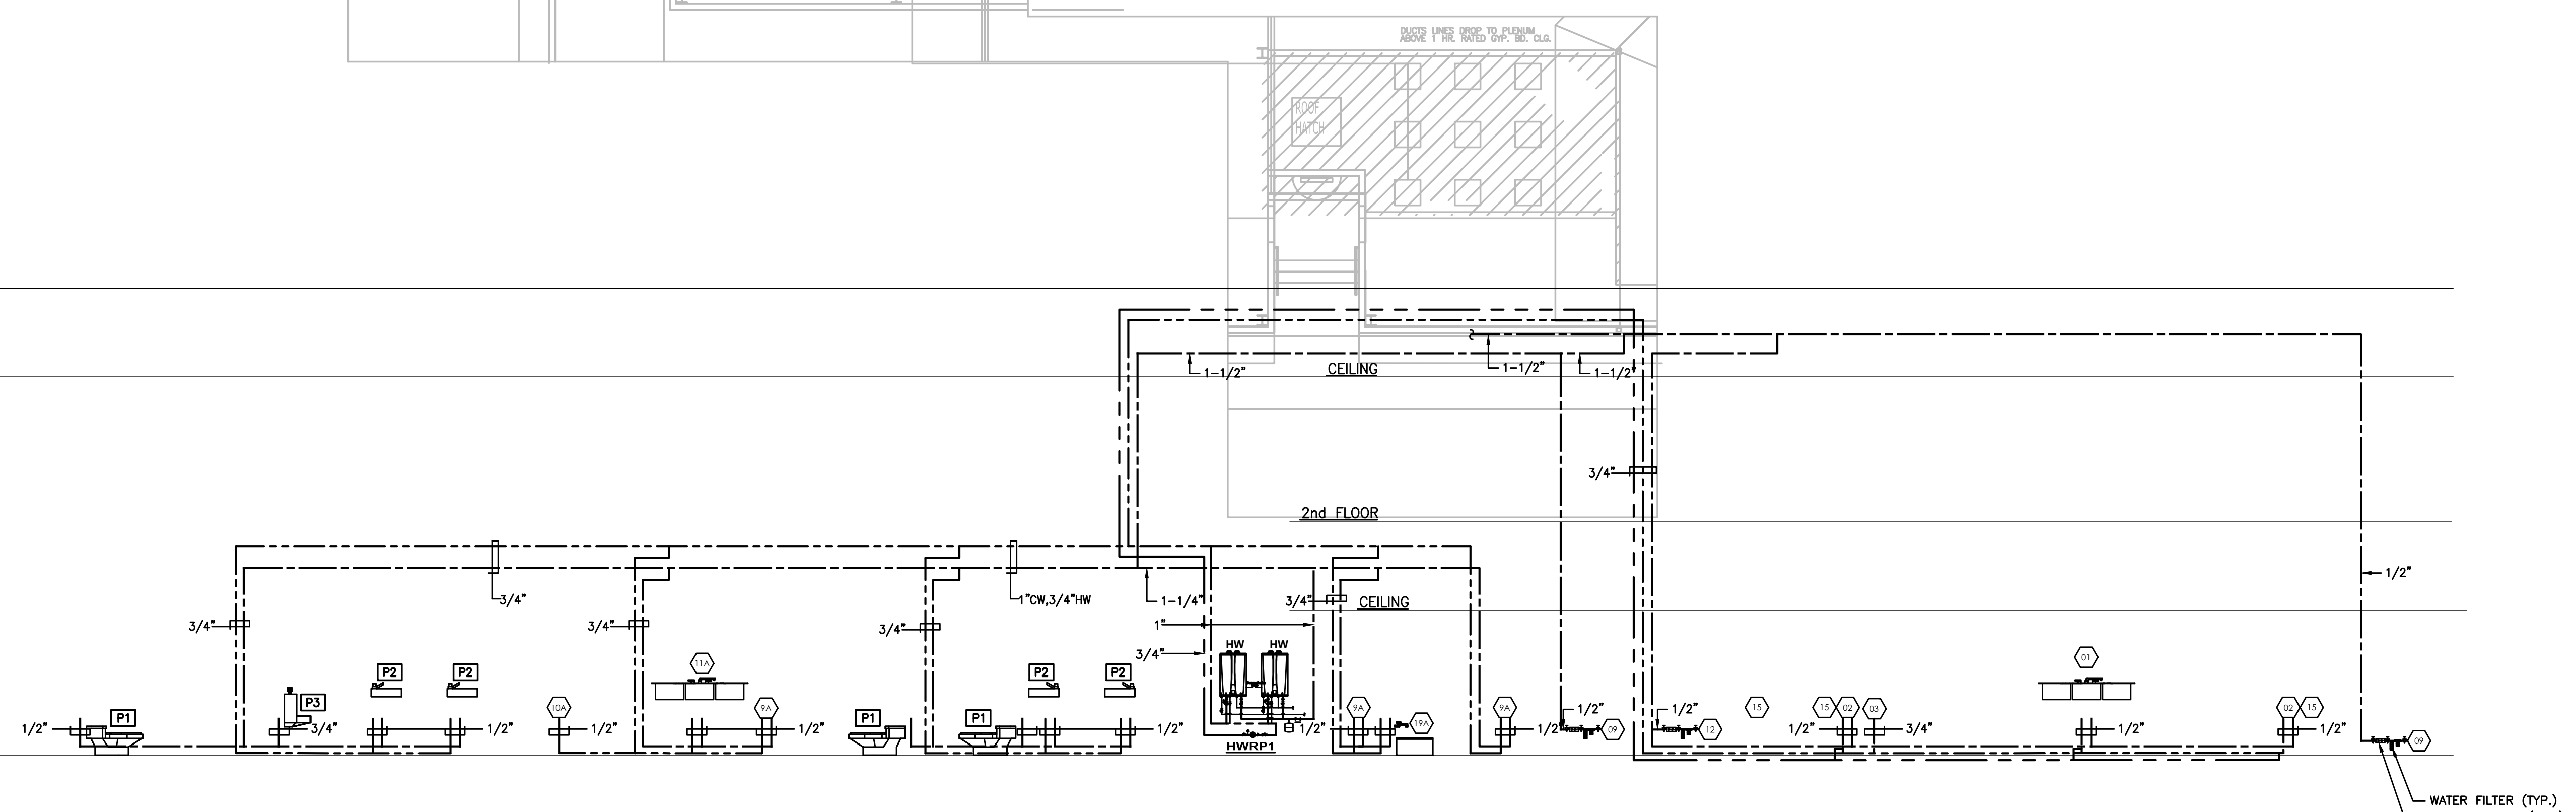 DUCTS LINES DROP TO PLENUM
ABOVE 1 HR. RATED GYP. BD. CLG.
ROOF
HATCH
1-1/2"
CEILING
1-1/2"
1-1/2"
3/4"
2nd FLOOR
1/2"
3/4"
1"CW,3/4"HW
1-1/4"
3/4"
CEILING
3/4"
3/4"
3/4"
1"
3/4"
HW
HW
11A
01
P2
P2
P2
P2
P3
10A
9A
9A
9A
15
15
02
03
02
15
P1
P1
P1
1/2"
3/4"
1/2"
1/2"
1/2"
1/2"
1/2"
19A
1/2"
1/2"
09
1/2"
12
1/2"
3/4"
1/2"
1/2"
09
HWRP1
WATER FILTER (TYP.)